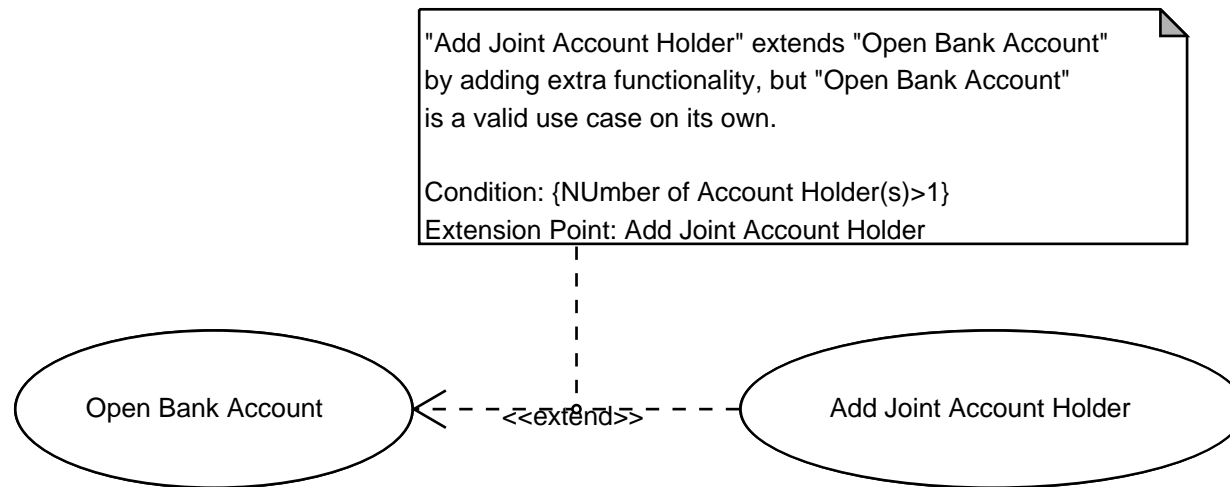 "Add Joint Account Holder" extends "Open Bank Account"
by adding extra functionality, but "Open Bank Account"
is a valid use case on its own.
Condition: {NUmber of Account Holder(s)>1}
Extension Point: Add Joint Account Holder
Open Bank Account
<<extend>>
Add Joint Account Holder